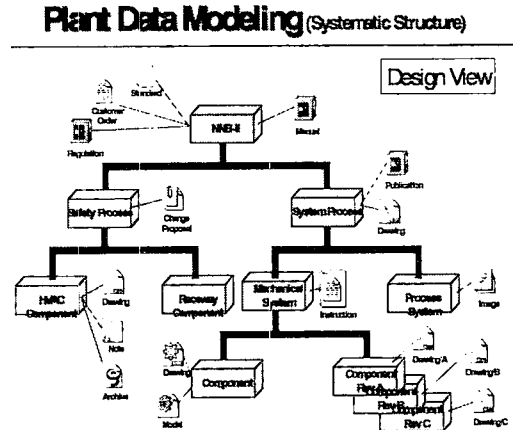 Plant Data Modeling (Systematic Structure)
Design View
Standard
Customer
Order
Regulation
NNB-II
Manual
Safety Process
Change
Proposal
System Process
Publication
Drawing
HVAC
Component
Drawing
Note
Archive
Raceway
Component
Mechanical
System
Instruction
Process
System
Image
Drawing
Component
Model
Component
Rev A
Component
Rev B
Component
Rev C
Drawing'A
Drawing'B
Drawing'C